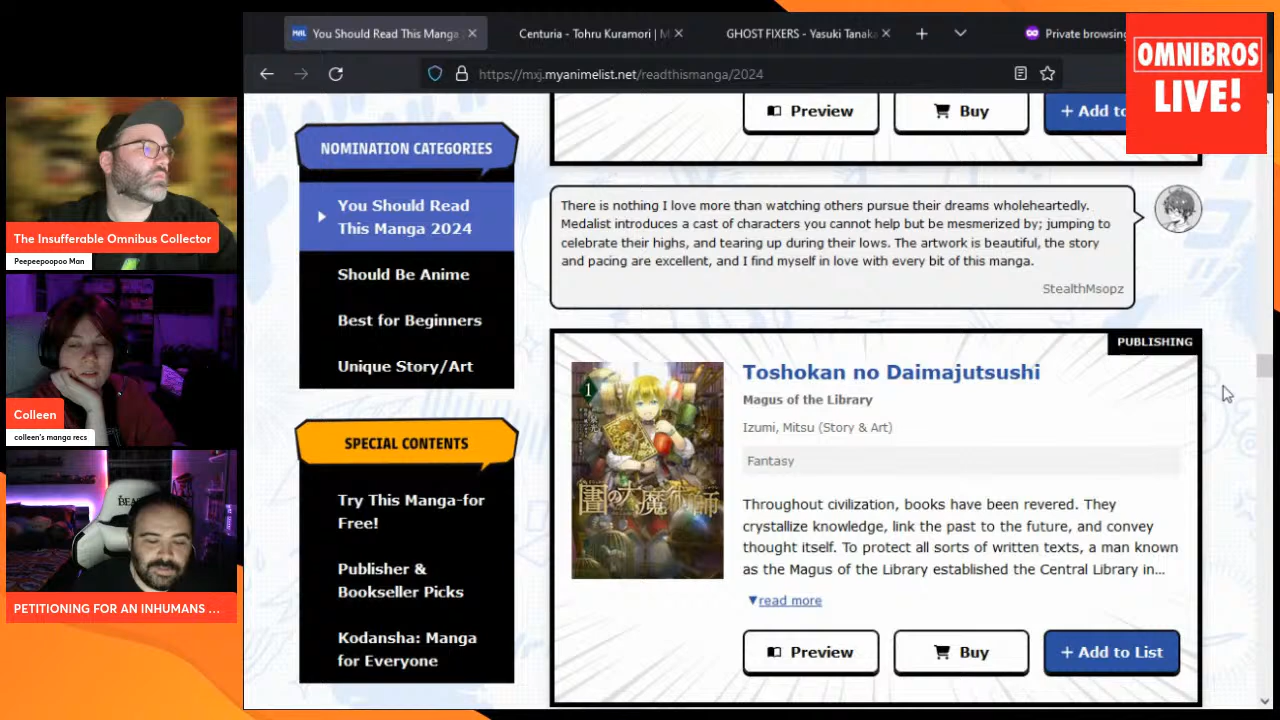 You Should Read This Manga
Centuria - Tohru Kuramori | M
GHOST FIXERS - Yasuki Tanaka
Private browsing
https://mxj.myanimelist.net/readthismanga/2024
OMNIBROS
LIVE!
The Insufferable Omnibus Collector
Peepeepoopoo Man
Colleen
colleen's manga recs
PETITIONING FOR AN INHUMANS ...
NOMINATION CATEGORIES
You Should Read
This Manga 2024
Should Be Anime
Best for Beginners
Unique Story/Art
SPECIAL CONTENTS
Try This Manga-for
Free!
Publisher &
Bookseller Picks
Kodansha: Manga
for Everyone
Preview
Buy
+ Add to
There is nothing I love more than watching others pursue their dreams wholeheartedly.
Medalist introduces a cast of characters you cannot help but be mesmerized by; jumping to
celebrate their highs, and tearing up during their lows. The artwork is beautiful, the story
and pacing are excellent, and I find myself in love with every bit of this manga.
StealthMsopz
PUBLISHING
1
圕の大魔術師
Toshokan no Daimajutsushi
Magus of the Library
Izumi, Mitsu (Story & Art)
Fantasy
Throughout civilization, books have been revered. They
crystallize knowledge, link the past to the future, and convey
thought itself. To protect all sorts of written texts, a man known
as the Magus of the Library established the Central Library in...
▼read more
Preview
Buy
+ Add to List